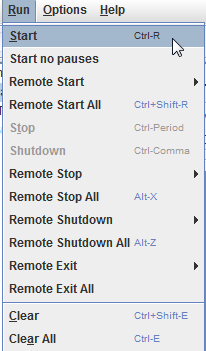 Run Options Help
Start Ctrl-R
Start no pauses
Remote Start
Remote Start All Ctrl+Shift-R
Stop Ctrl-Period
Shutdown Ctrl-Comma
Remote Stop
Remote Stop All Alt-X
Remote Shutdown
Remote Shutdown All Alt-Z
Remote Exit
Remote Exit All
Clear Ctrl+Shift-E
Clear All Ctrl-E